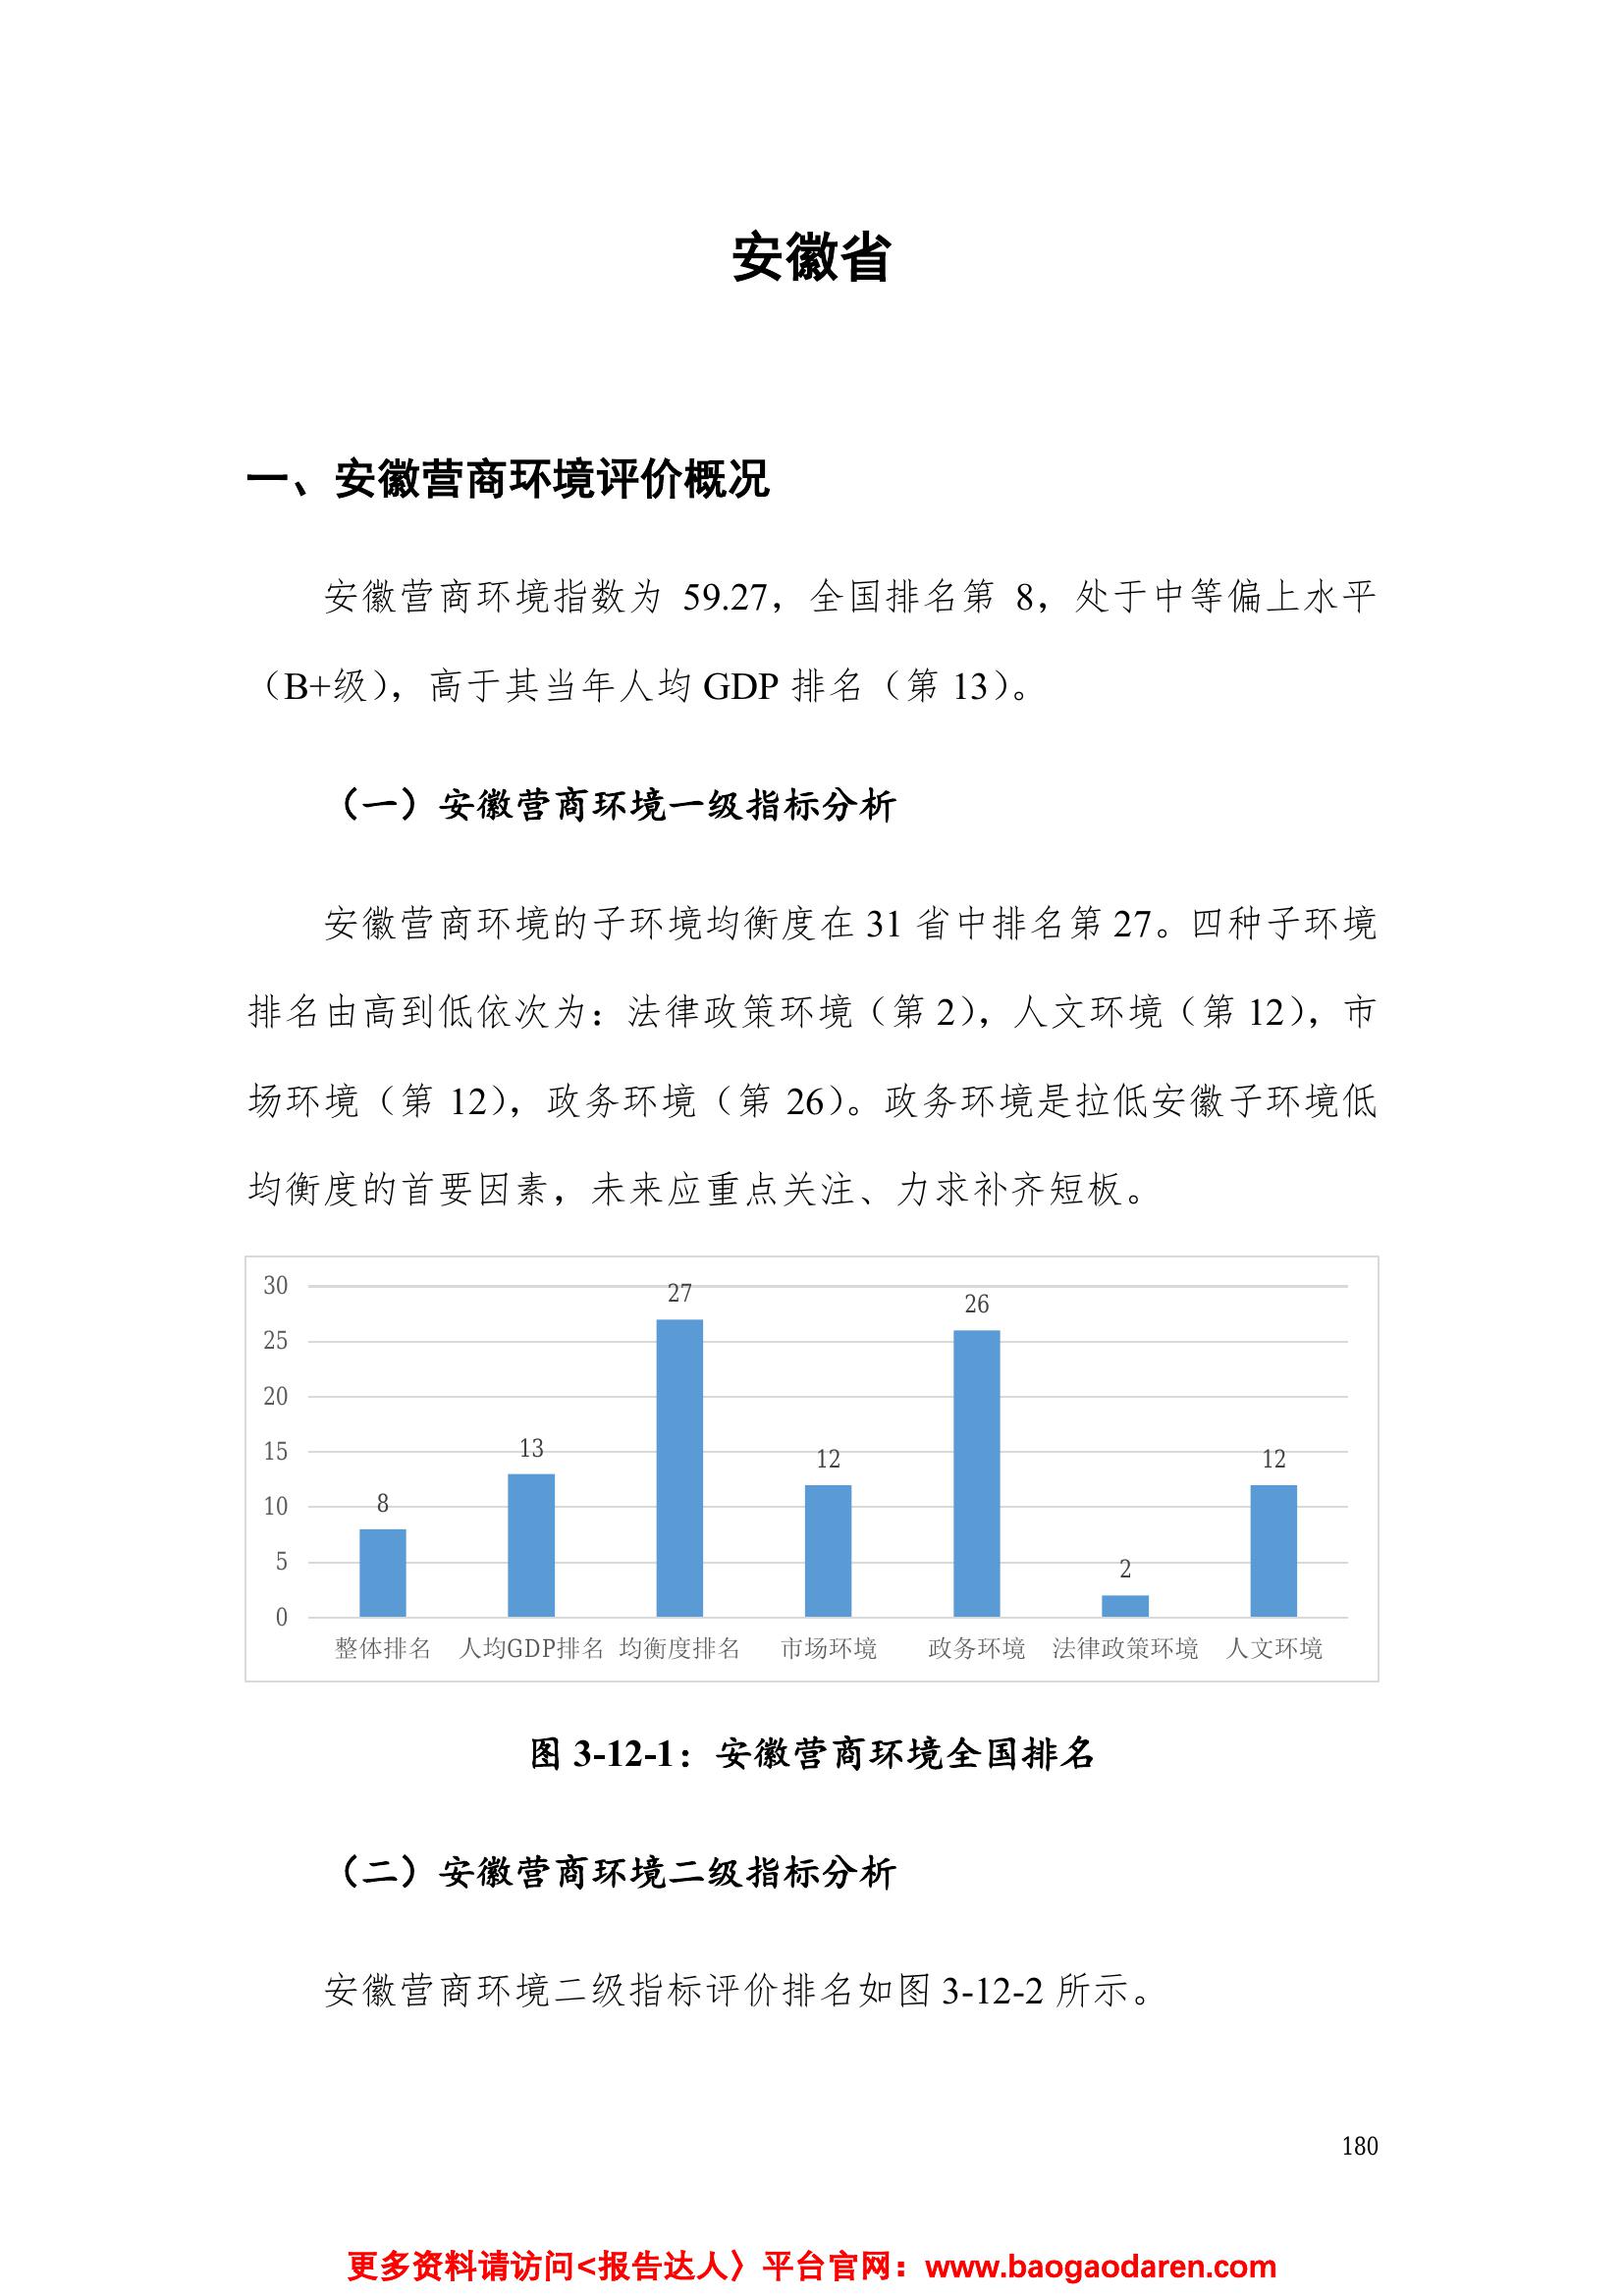 安徽省
一、安徽营商环境评价概况
安徽营商环境指数为 59.27，全国排名第 8，处于中等偏上水平
（B+级），高于其当年人均 GDP 排名（第 13）。
（一）安徽营商环境一级指标分析
安徽营商环境的子环境均衡度在 31 省中排名第 27。四种子环境
排名由高到低依次为：法律政策环境（第 2），人文环境（第 12），市
场环境（第 12），政务环境（第 26）。政务环境是拉低安徽子环境低
均衡度的首要因素，未来应重点关注、力求补齐短板。
30
25
20
15
10
5
0
8
13
27
12
26
2
12
整体排名 人均GDP排名 均衡度排名 市场环境 政务环境 法律政策环境 人文环境
图 3-12-1：安徽营商环境全国排名
（二）安徽营商环境二级指标分析
安徽营商环境二级指标评价排名如图 3-12-2 所示。
180
更多资料请访问<报告达人〉平台官网：www.baogaodaren.com